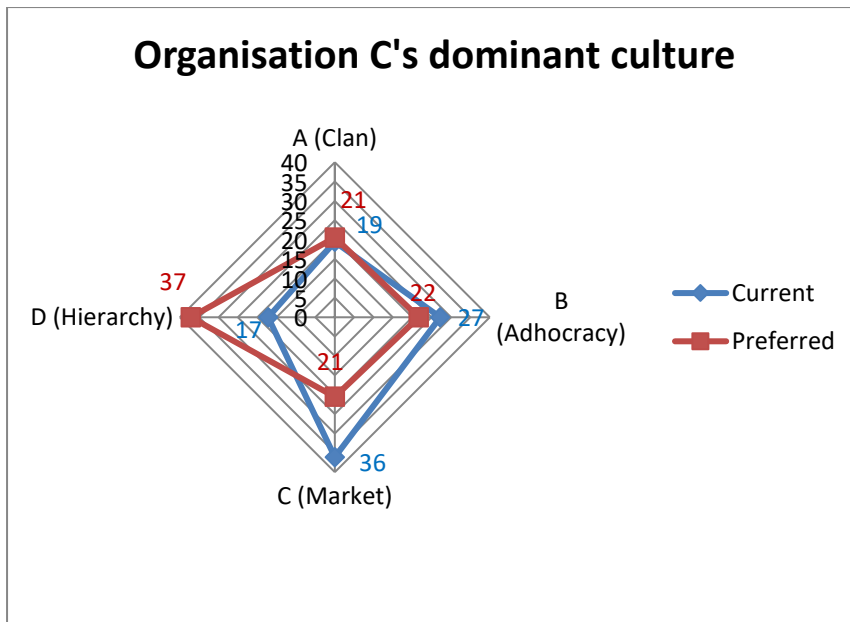 Organisation C's dominant culture
A (Clan)
40
35
30
25
20
15
10
5
0
21
19
37
D (Hierarchy)
17
22
27
B
(Adhocracy)
21
36
C (Market)
Current
Preferred